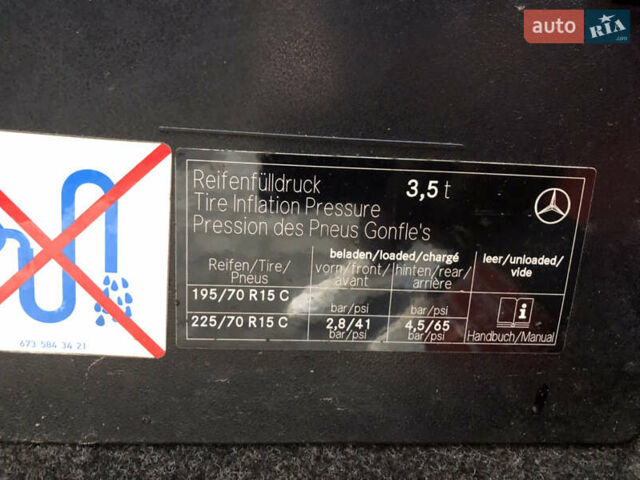 auto RIA.com
Reifenfülldruck 3,5 t
Tire Inflation Pressure
Pression des Pneus Gonfle's
beladen/loaded/chargé
leer/unloaded/
vide
Reifen/Tire/
Pneus
vorn/front/
avant
hinten/rear/
arrière
195/70 R15 C bar/psi bar/psi
225/70 R15 C 2,8/41 4,5/65
bar/psi bar/psi
Handbuch/Manual
673 584 34 21